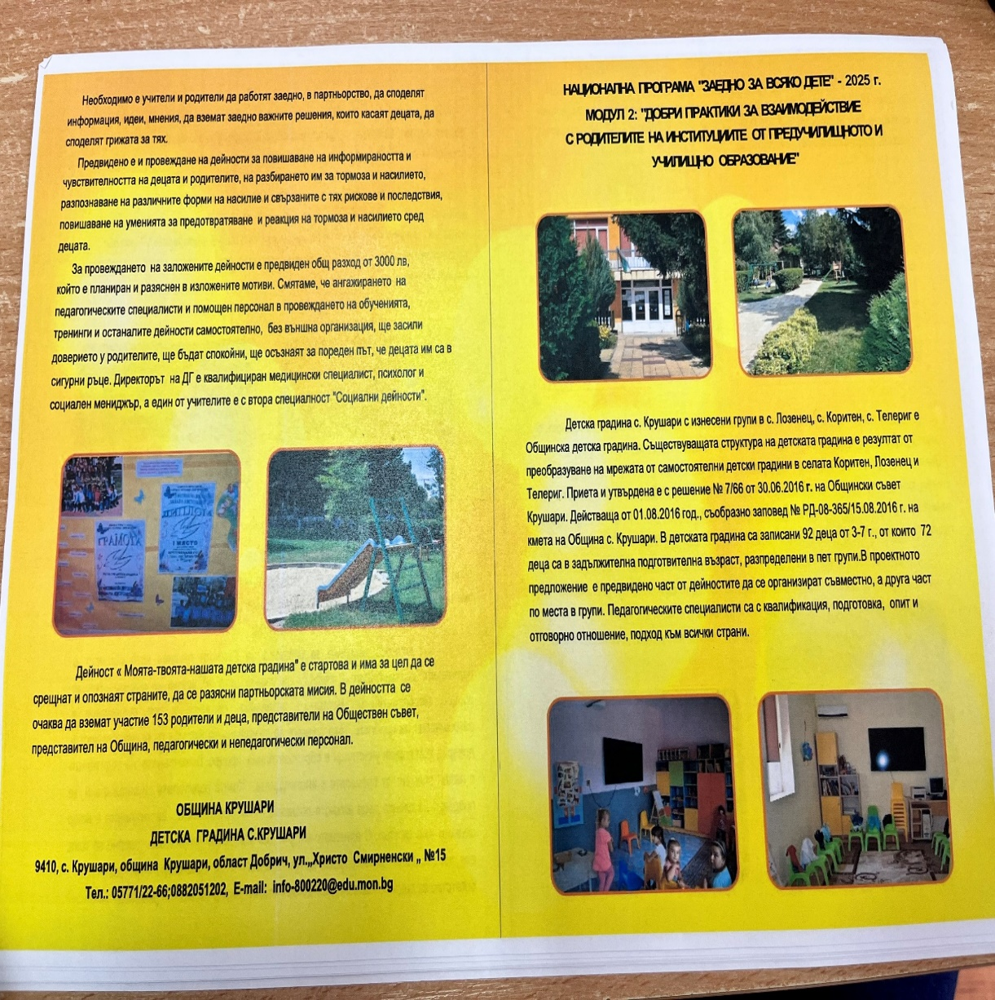 Необходимо е учители и родители да работят заедно, в партньорство, да споделят
информация, идеи, мнения, да вземат заедно важните решения, които касаят децата, да
споделят грижата за тях.
Предвидено е и провеждане на дейности за повишаване на информираността и
чувствителността на децата и родителите, на разбирането им за тормоза и насилието,
разпознаване на различните форми на насилие и свързаните с тях рискове и последствия,
повишаване на уменията за предотвратяване и реакция на тормоза и насилието сред
децата.
За провеждането на заложените дейности е предвиден общ разход от 3000 лв,
който е планиран и разяснен в изложените мотиви. Смятаме, че ангажирането на
педагогическите специалисти и помощен персонал в провеждането на обученията,
тренинги и останалите дейности самостоятелно, без външна организация, ще засили
доверието у родителите, ще бъдат спокойни, ще осъзнаят за пореден път, че децата им са в
сигурни ръце. Директорът на ДГ е квалифициран медицински специалист, психолог и
социален мениджър, а един от учителите е с втора специалност "Социални дейности".
ГРАМОТА
I МЯСТО
Дейност « Моята-твоята-нашата детска градина" е стартова и има за цел да се
срещнат и опознаят страните, да се разясни партньорската мисия. В дейността се
очаква да вземат участие 153 родители и деца, представители на Обществен съвет,
представител на Община, педагогически и непедагогически персонал.
ОБЩИНА КРУШАРИ
ДЕТСКА ГРАДИНА С.КРУШАРИ
9410, с. Крушари, община Крушари, област Добрич, ул.„Христо Смирненски „ №15
Тел.: 05771/22-66;0882051202, E-mail: info-800220@edu.mon.bg
НАЦИОНАЛНА ПРОГРАМА "ЗАЕДНО ЗА ВСЯКО ДЕТЕ" - 2025 г.
МОДУЛ 2: "ДОБРИ ПРАКТИКИ ЗА ВЗАИМОДЕЙСТВИЕ
С РОДИТЕЛИТЕ НА ИНСТИТУЦИИТЕ ОТ ПРЕДУЧИЛИЩНОТО И
УЧИЛИЩНО ОБРАЗОВАНИЕ"
Детска градина с. Крушари с изнесени групи в с. Лозенец, с. Коритен, с. Телериг е
Общинска детска градина. Съществуващата структура на детската градина е резултат от
преобразуване на мрежата от самостоятелни детски градини в селата Коритен, Лозенец и
Телериг. Приета и утвърдена е с решение № 7/66 от 30.06.2016 г. на Общински съвет
Крушари. Действаща от 01.08.2016 год., съобразно заповед № РД-08-365/15.08.2016 г. на
кмета на Община с. Крушари. В детската градина са записани 92 деца от 3-7 г., от които 72
деца са в задължителна подготвителна възраст, разпределени в пет групи.В проектното
предложение е предвидено част от дейностите да се организират съвместно, а друга част
по места в групи. Педагогическите специалисти са с квалификация, подготовка, опит и
отговорно отношение, подход към всички страни.